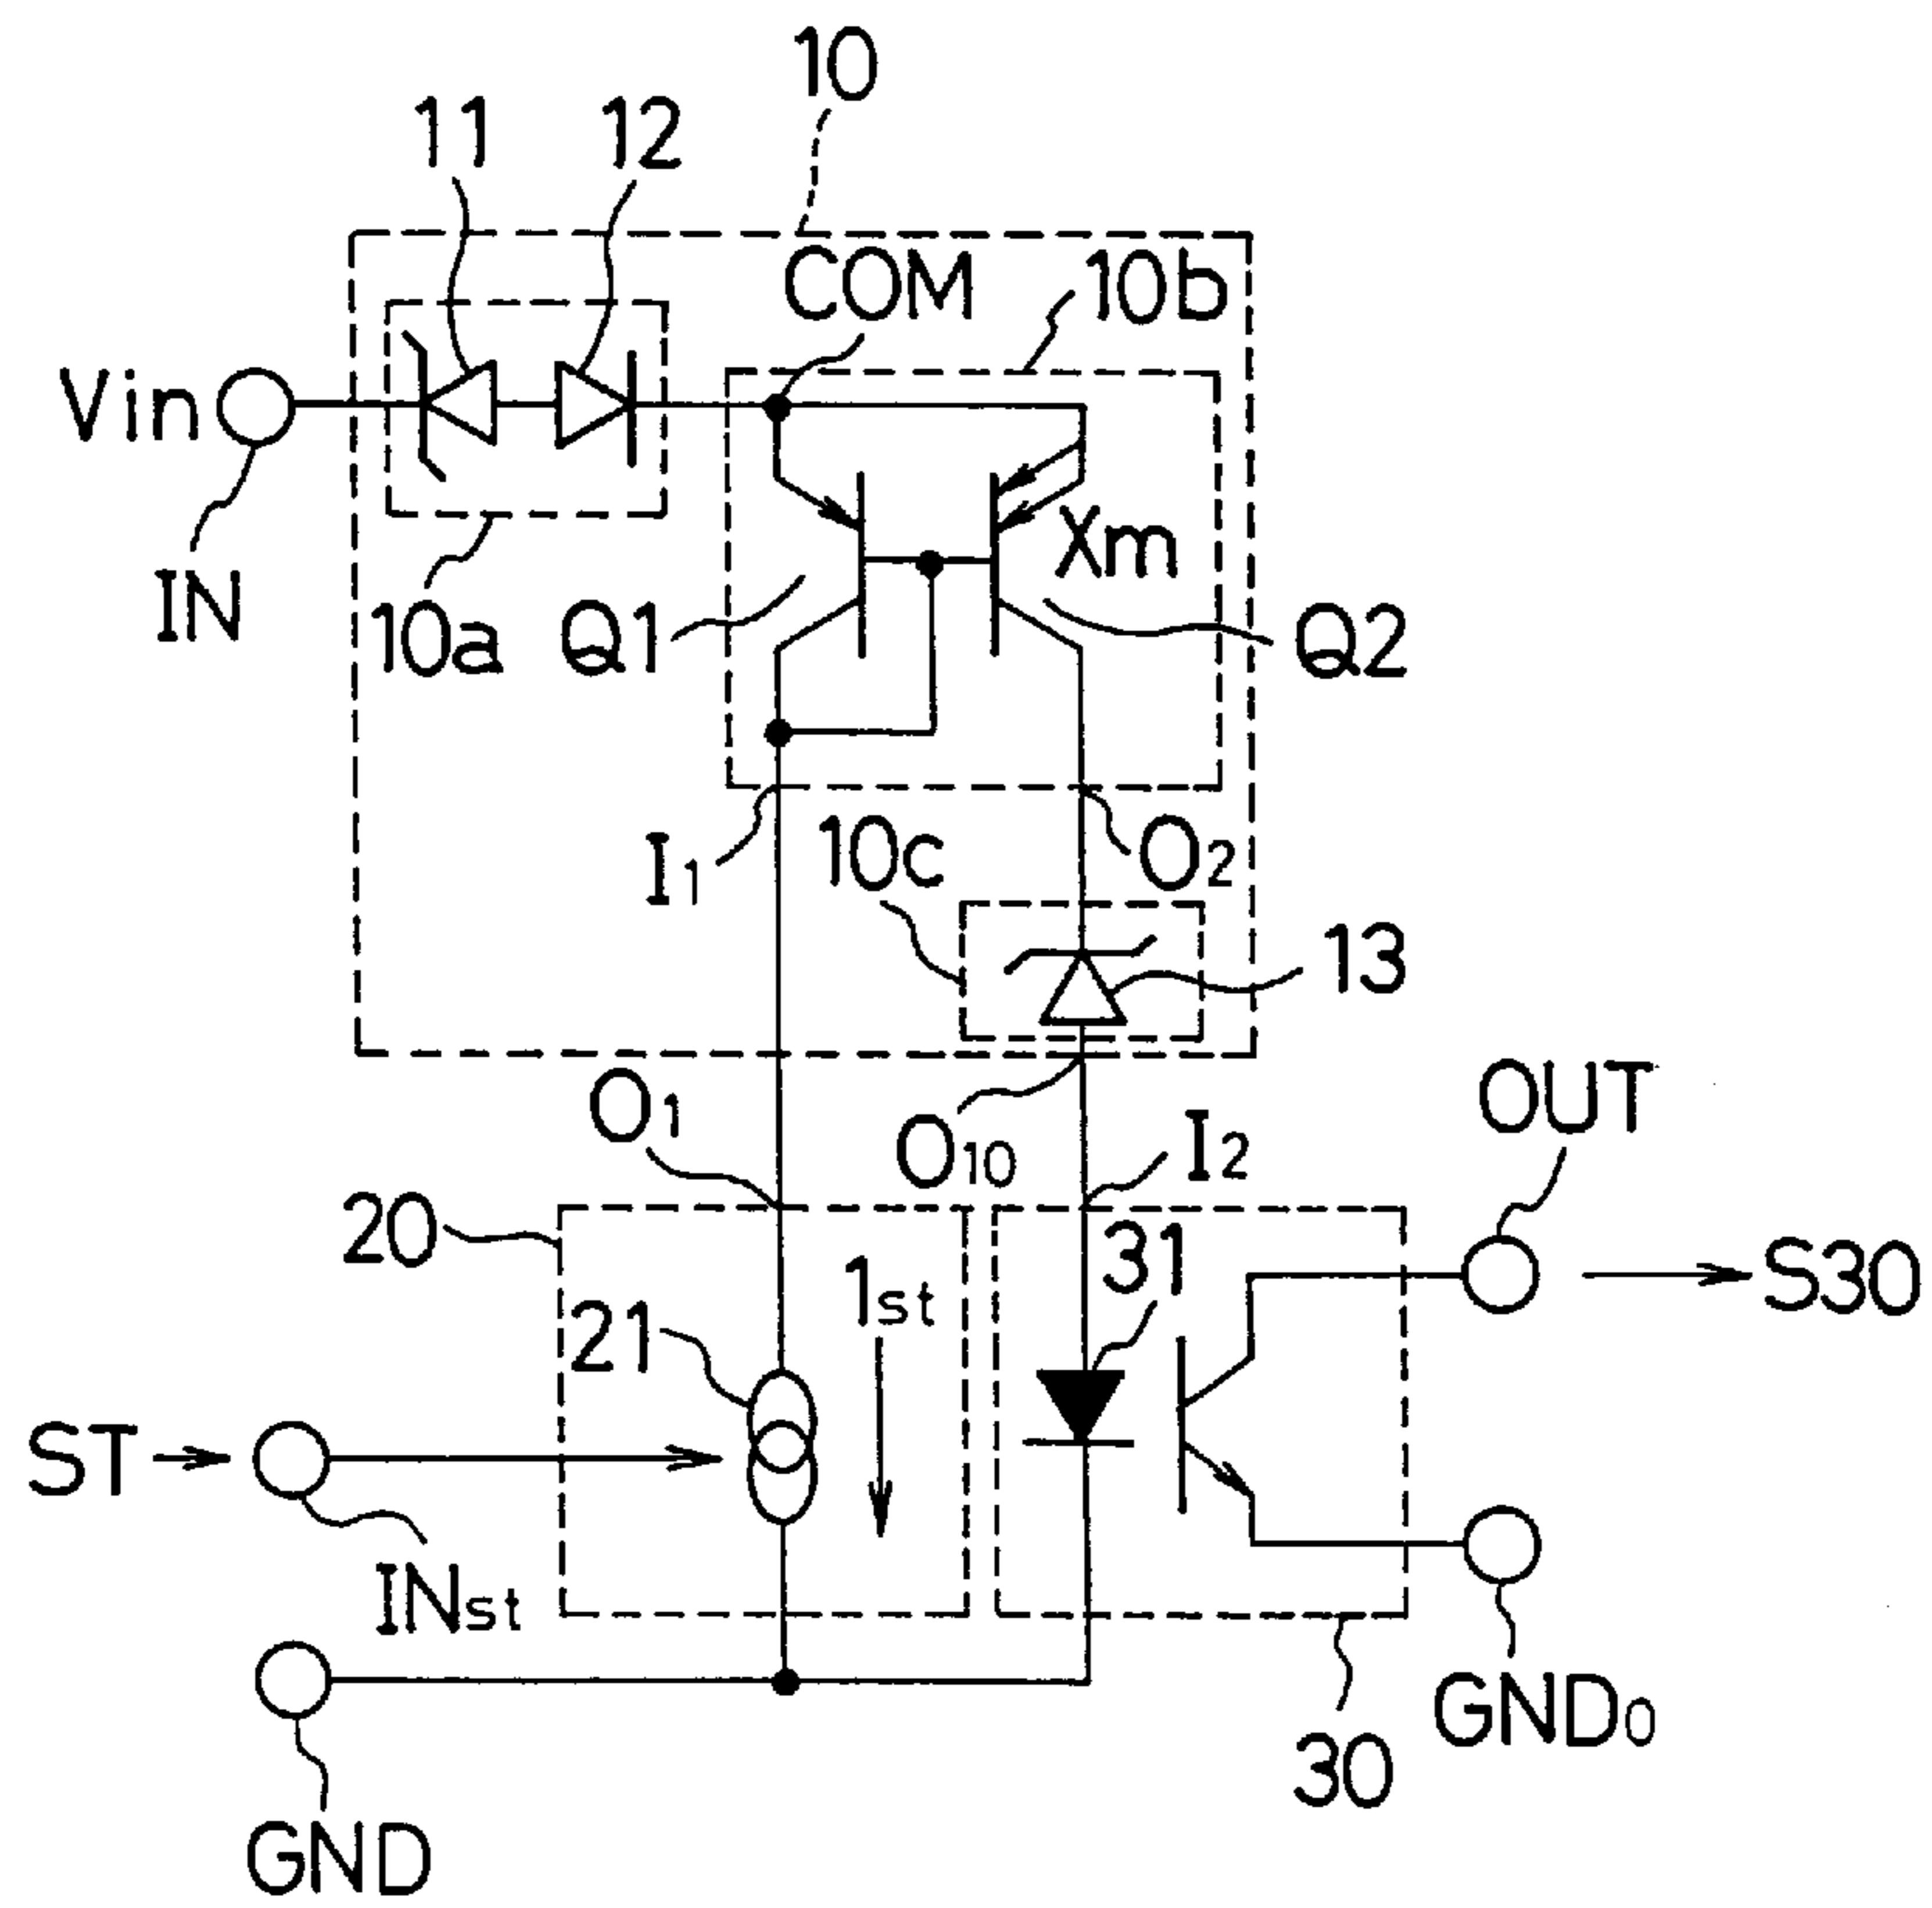 10
11
12
COM
10b
Vin
IN
10a
Q1
Xm
Q2
I1
10c
O2
13
O1
O10
I2
OUT
20
1st
31
S30
21
ST
INst
GND0
30
GND